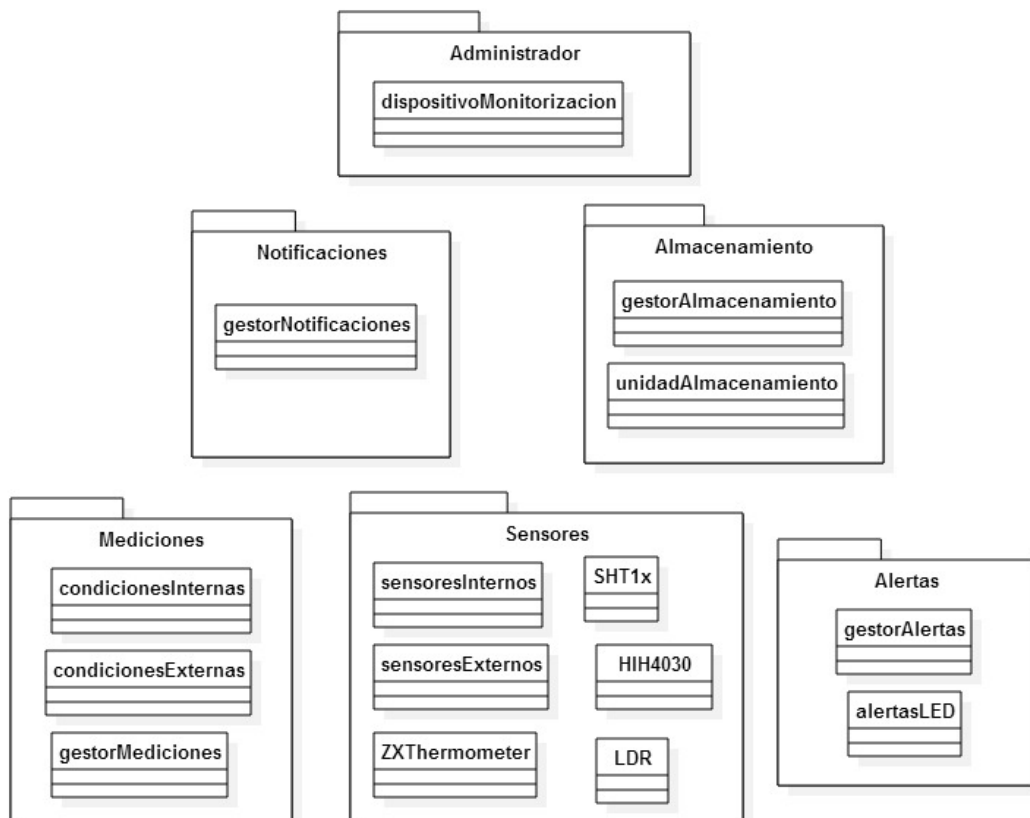 Administrador
dispositivoMonitorizacion
Notificaciones
gestorNotificaciones
Almacenamiento
gestorAlmacenamiento
unidadAlmacenamiento
Mediciones
condicionesInternas
condicionesExternas
gestorMediciones
Sensores
sensoresInternos
SHT1x
sensoresExternos
HIH4030
ZXThermometer
LDR
Alertas
gestorAlertas
alertasLED